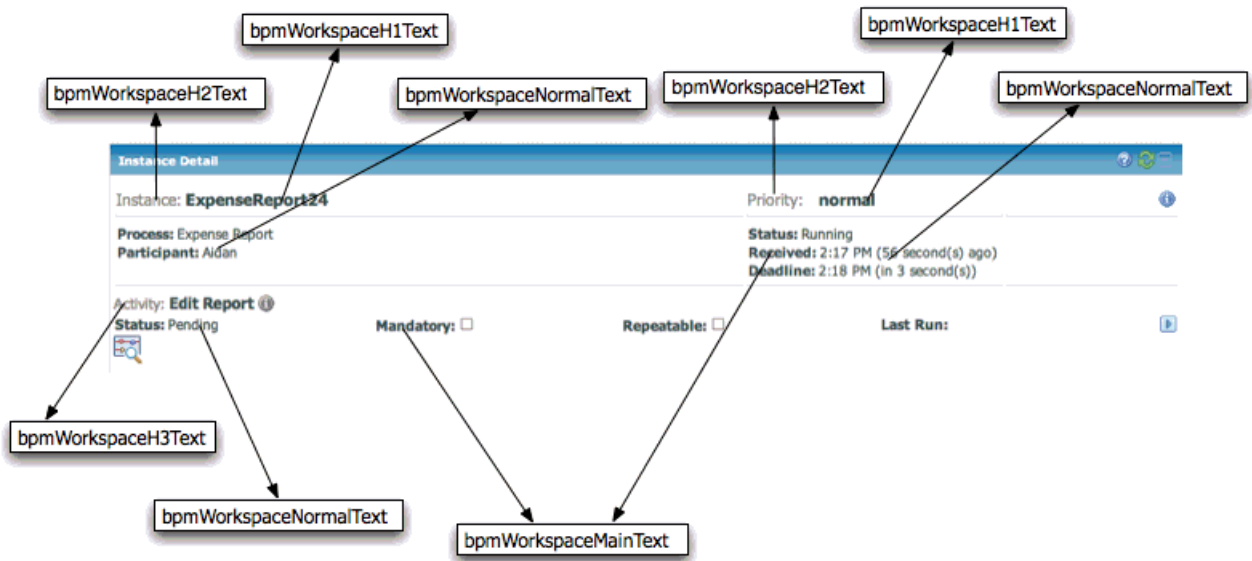 bpmWorkspaceH1Text
bpmWorkspaceH1Text
bpmWorkspaceH2Text
bpmWorkspaceNormalText
bpmWorkspaceH2Text
bpmWorkspaceNormalText
Instance Detail
Instance: ExpenseReport24
Priority: normal
Process: Expense Report
Participant: Aidan
Status: Running
Received: 2:17 PM (56 second(s) ago)
Deadline: 2:18 PM (in 3 second(s))
Activity: Edit Report
Status: Pending
Mandatory:
Repeatable:
Last Run:
bpmWorkspaceH3Text
bpmWorkspaceNormalText
bpmWorkspaceMainText